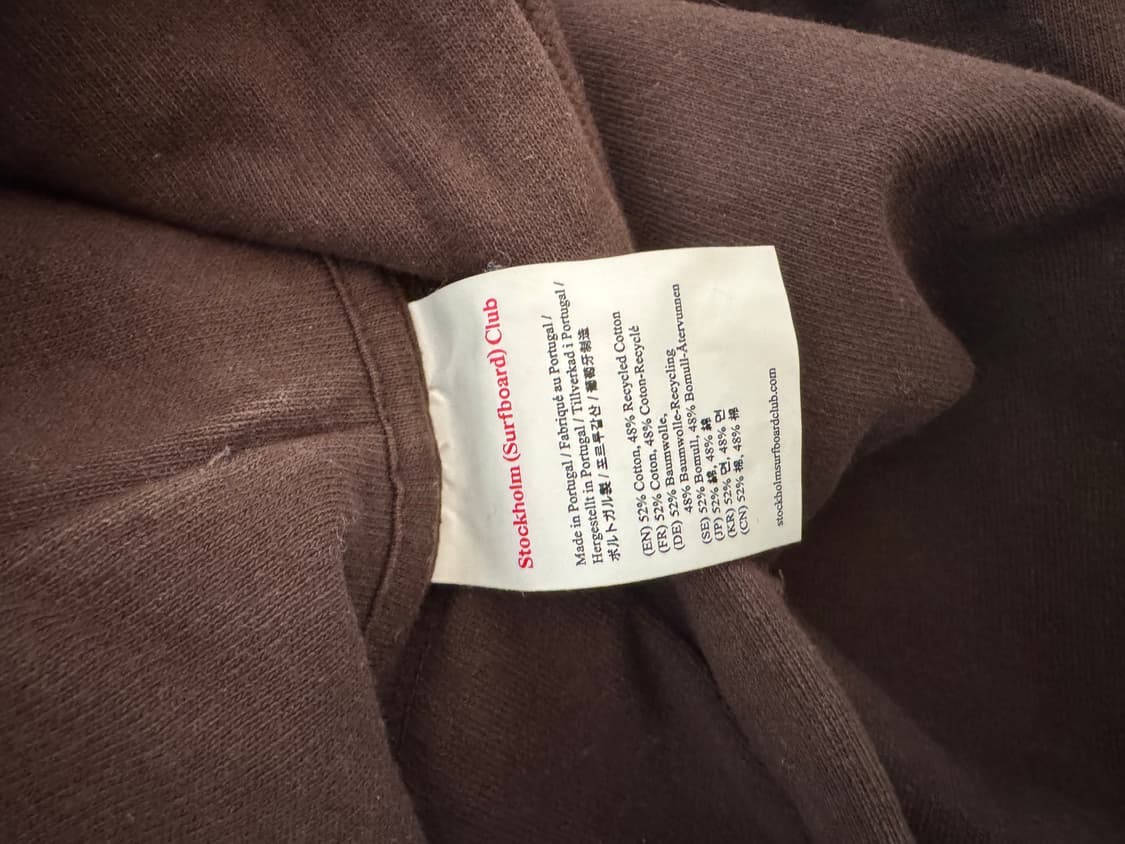 Stockholm (Surfboard) Club
Made in Portugal / Fabriqué au Portugal /
Hergestellt in Portugal / Tillverkad i Portugal /
ポルトガル製 / 포르투갈산 / 葡萄牙制造
(EN) 52% Cotton, 48% Recycled Cotton
(FR) 52% Coton, 48% Coton-Recyclé
(DE) 52% Baumwolle,
48% Baumwolle-Recycling
(SE) 52% Bomull, 48% Bomull-Återvunnen
(JP) 52% 綿, 48% 綿
(KR) 52% 면, 48% 면
(CN) 52% 棉, 48% 棉
stockholmsurfboardclub.com